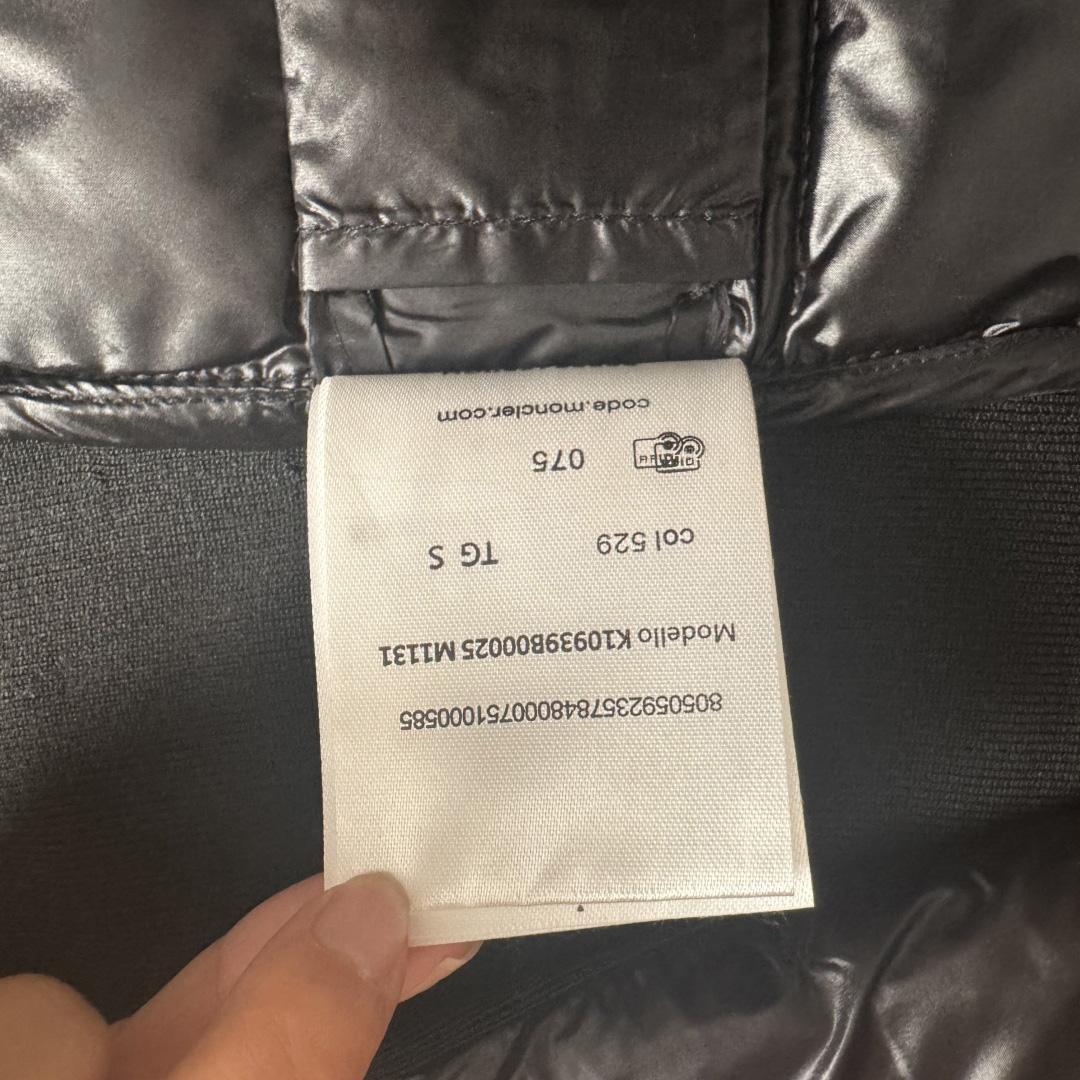 8050592357848000751000585
Modello K10939B00025 M1131
col 529 TG S
075
code.moncler.com